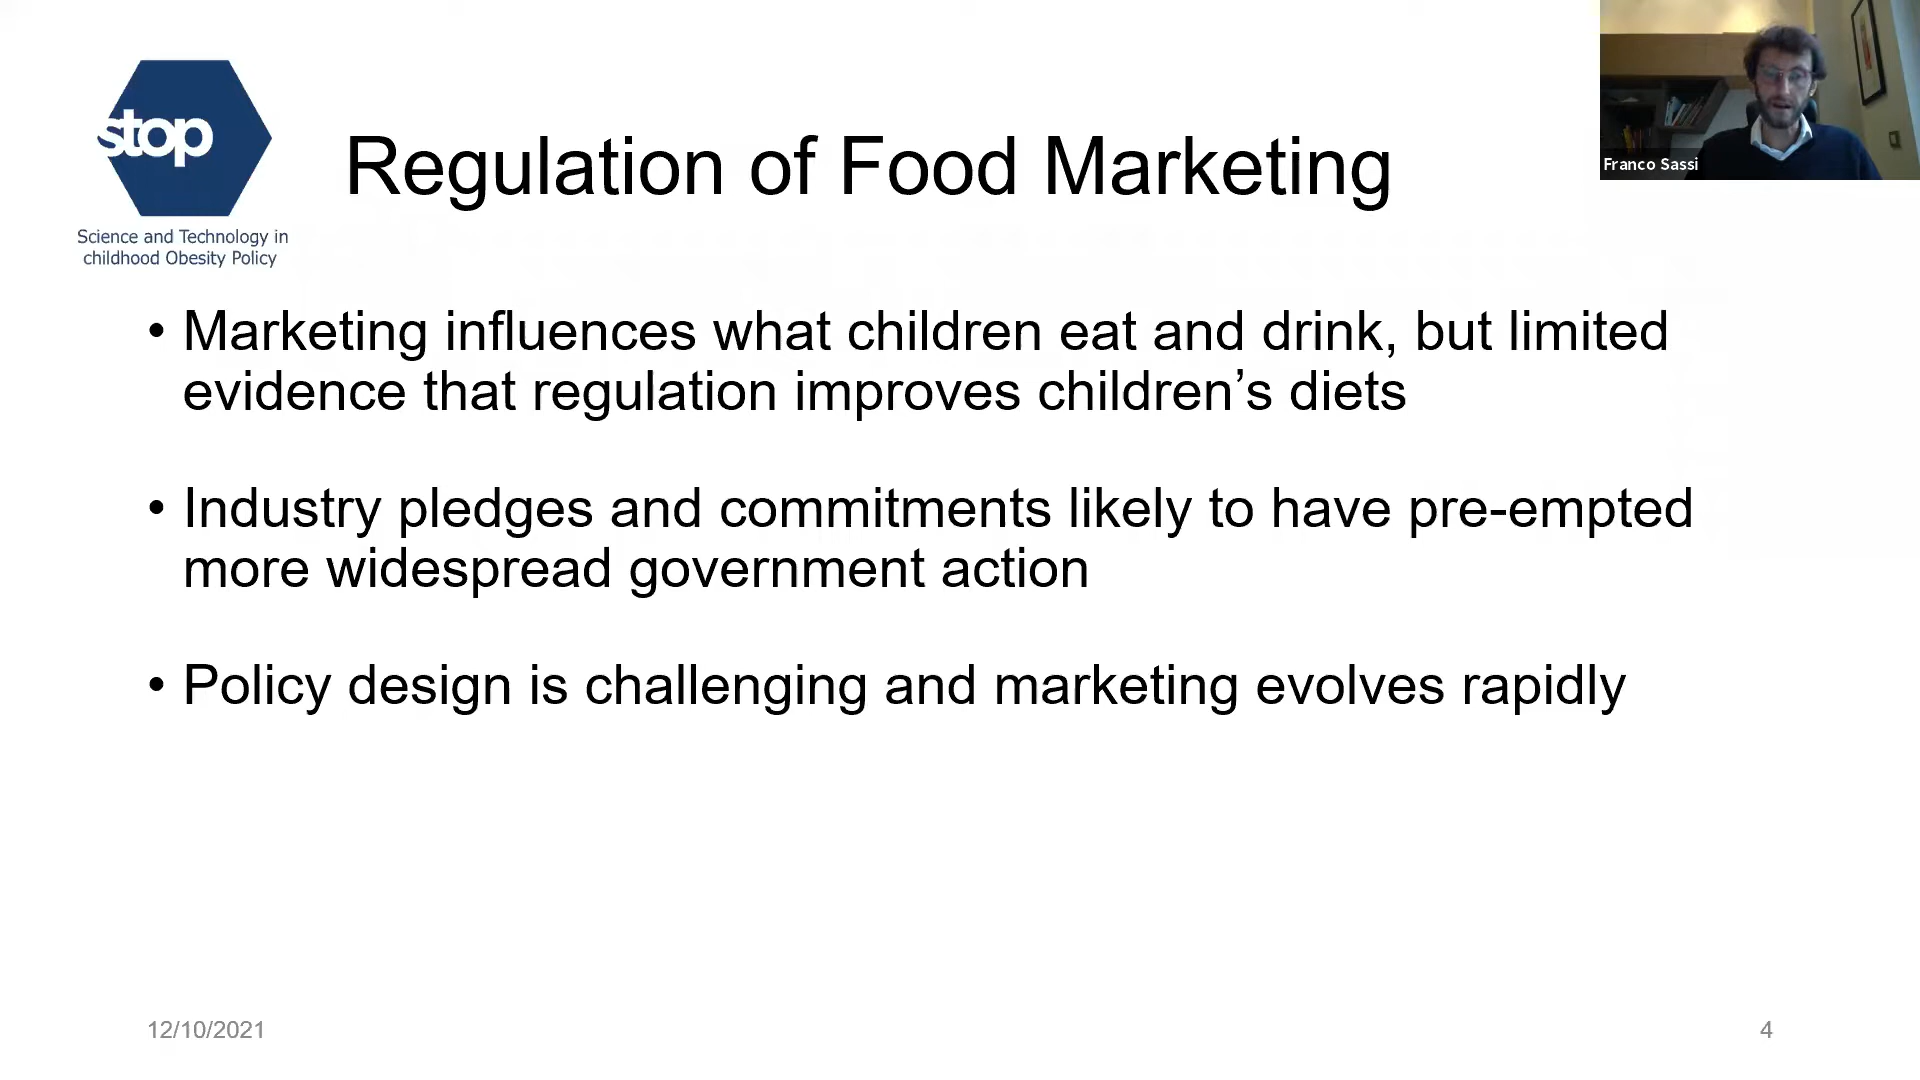 stop
Science and Technology in
childhood Obesity Policy
Regulation of Food Marketing
Franco Sassi
• Marketing influences what children eat and drink, but limited
evidence that regulation improves children’s diets
• Industry pledges and commitments likely to have pre-empted
more widespread government action
• Policy design is challenging and marketing evolves rapidly
12/10/2021
4